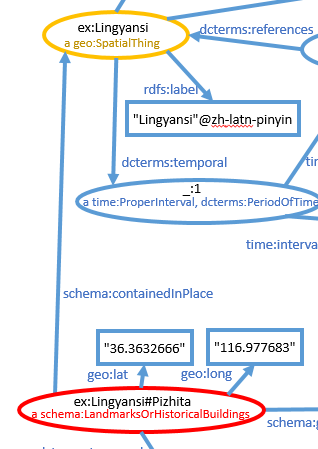 ex:Lingyansi
a geo:SpatialThing
dcterms:references
rdfs:label
"Lingyansi"@zh-latn-pinyin
dcterms:temporal
_:1
a time:ProperInterval, dcterms:PeriodOfTime
time:interva
schema:containedInPlace
"36.3632666"
"116.977683"
geo:lat
geo:long
ex:Lingyansi#Pizhita
a schema:LandmarksOrHistoricalBuildings
schema:g